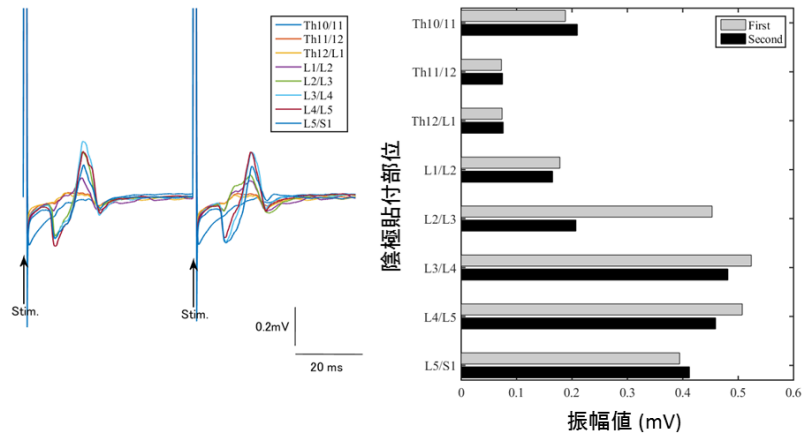 Th10/11
Th11/12
Th12/L1
L1/L2
L2/L3
L3/L4
L4/L5
L5/S1
Stim.
Stim.
0.2mV
20 ms
First
Second
陰極貼付部位
Th10/11
Th11/12
Th12/L1
L1/L2
L2/L3
L3/L4
L4/L5
L5/S1
0
0.1
0.2
0.3
0.4
0.5
0.6
振幅値 (mV)